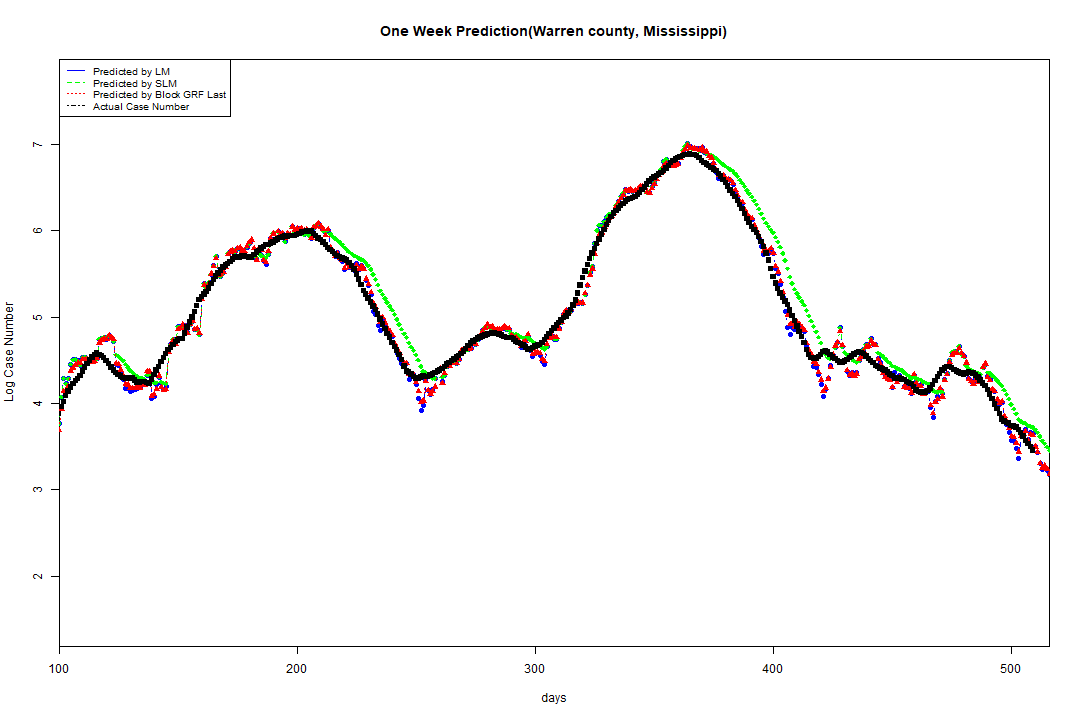 One Week Prediction(Warren county, Mississippi)
Predicted by LM
Predicted by SLM
Predicted by Block GRF Last
Actual Case Number
7
6
5
4
3
2
Log Case Number
100 200 300 400 500
days